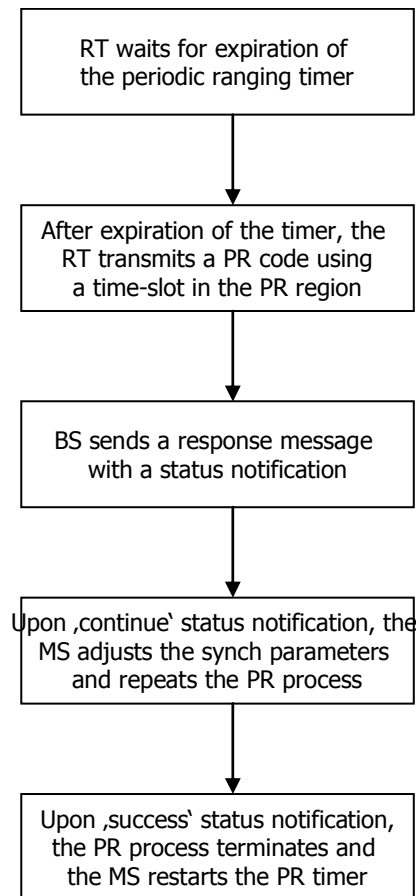 RT waits for expiration of
the periodic ranging timer
After expiration of the timer, the
RT transmits a PR code using
a time-slot in the PR region
BS sends a response message
with a status notification
Upon ‚continue‘ status notification, the
MS adjusts the synch parameters
and repeats the PR process
Upon ‚success‘ status notification,
the PR process terminates and
the MS restarts the PR timer